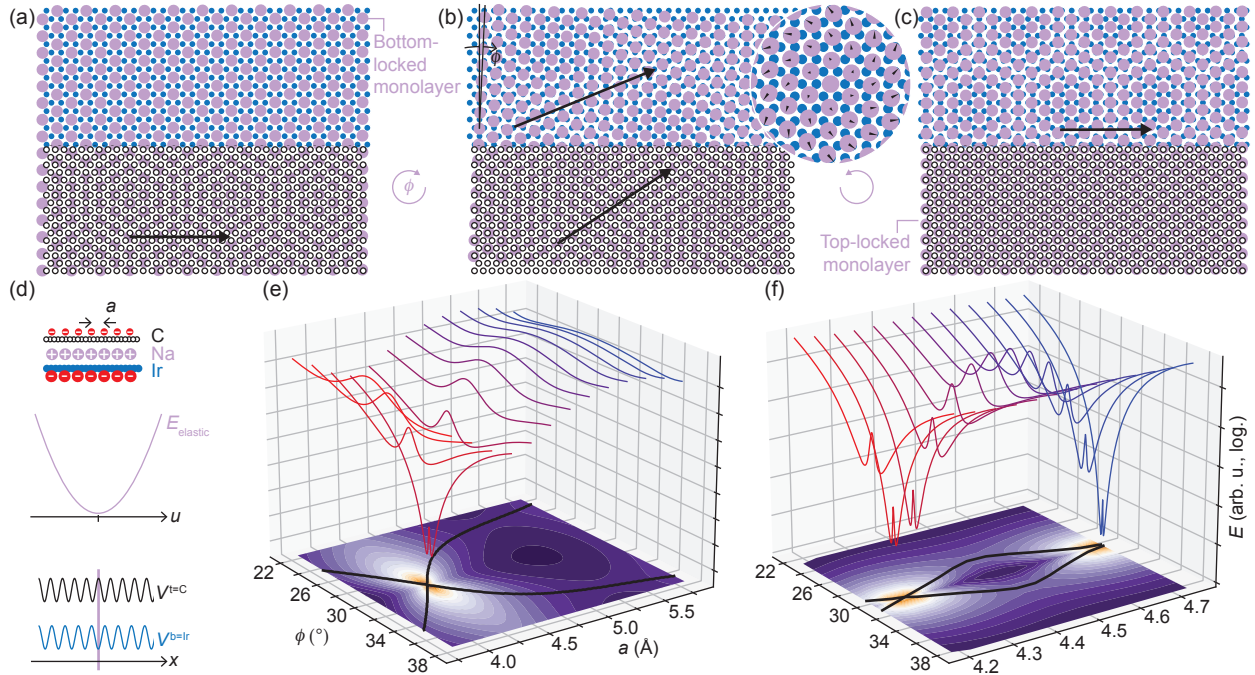 (a)
Bottom-
locked
monolayer
(b)
ϕ
(c)
ϕ
Top-locked
monolayer
(d)
a
C
Na
Ir
E elastic
u
V t=C
V b=Ir
x
(e)
22
26
30
34
38
ϕ (°)
4.0
4.5
5.0
5.5
a (Å)
(f)
22
26
30
34
38
4.2
4.3
4.4
4.5
4.6
4.7
E (arb. u., log.)